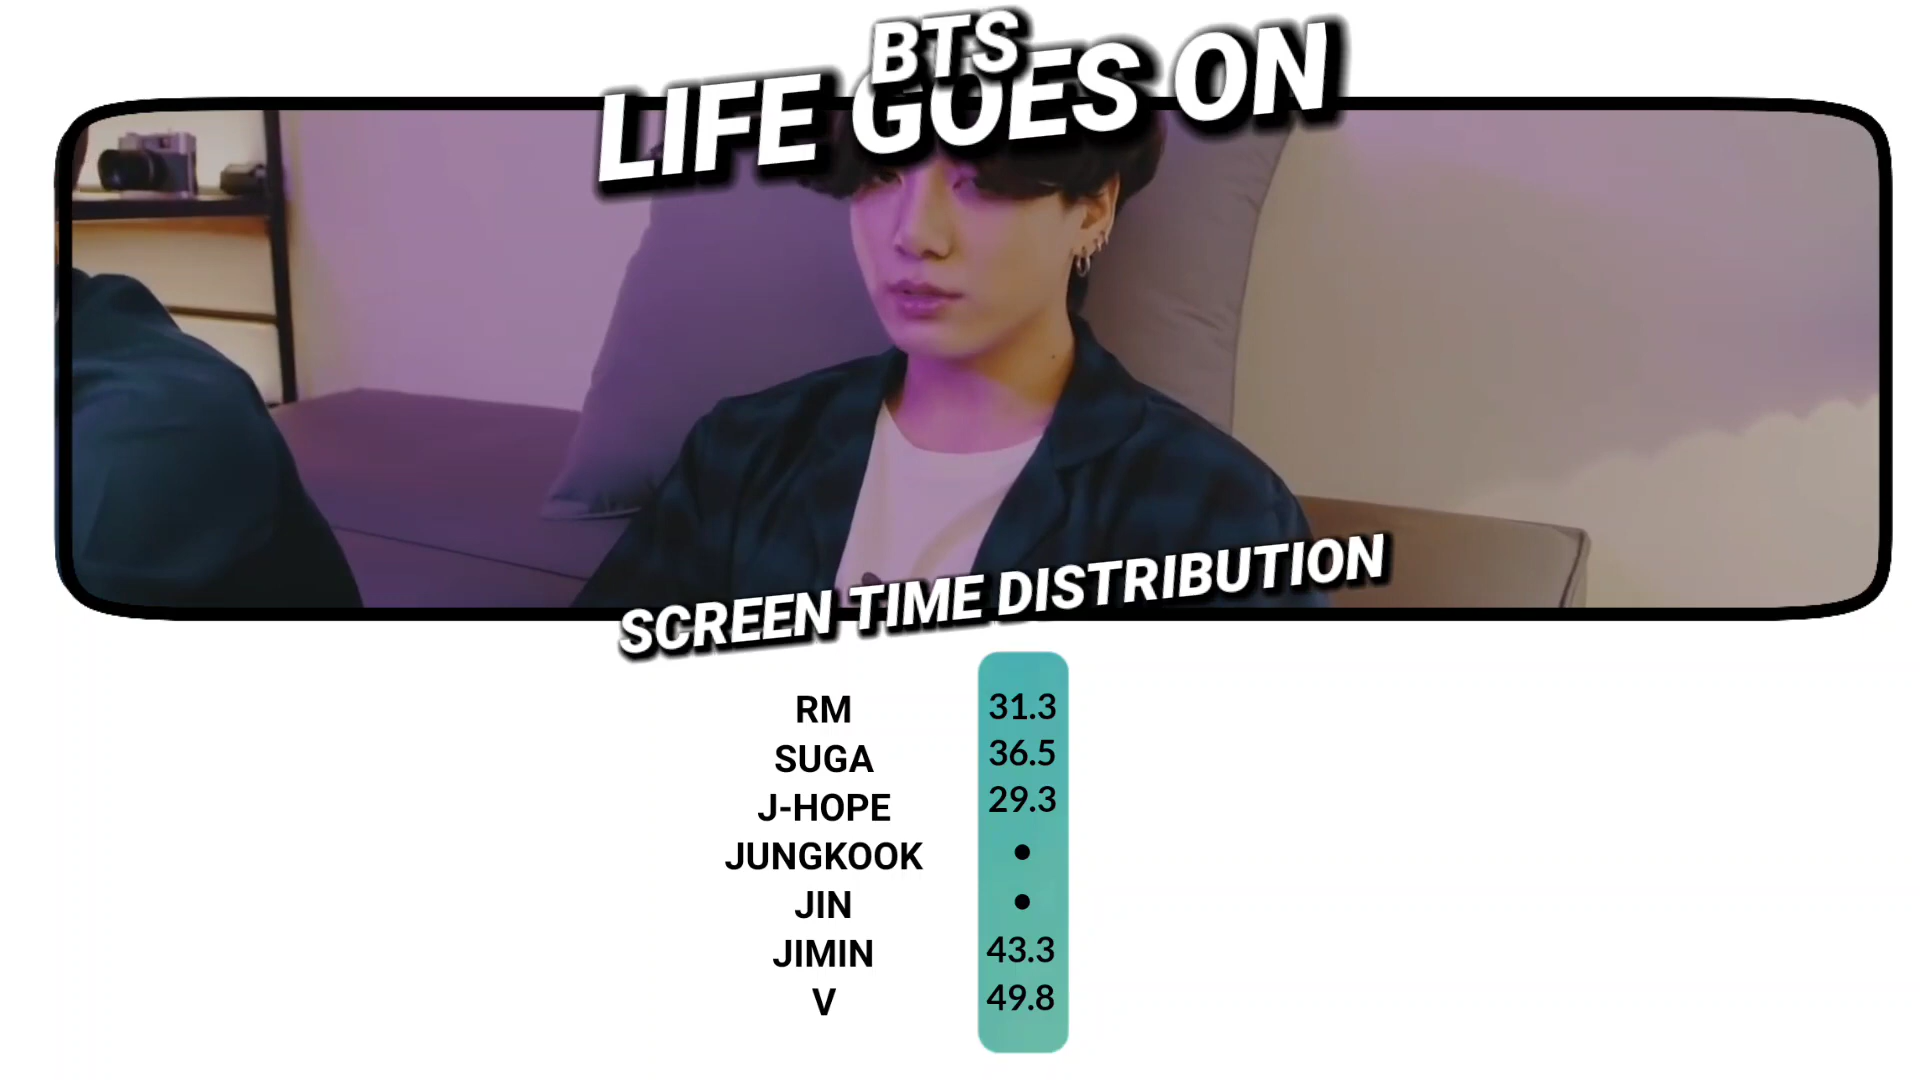 BTS
LIFE GOES ON
SCREEN TIME DISTRIBUTION
RM 31.3
SUGA 36.5
J-HOPE 29.3
JUNGKOOK •
JIN •
JIMIN 43.3
V 49.8